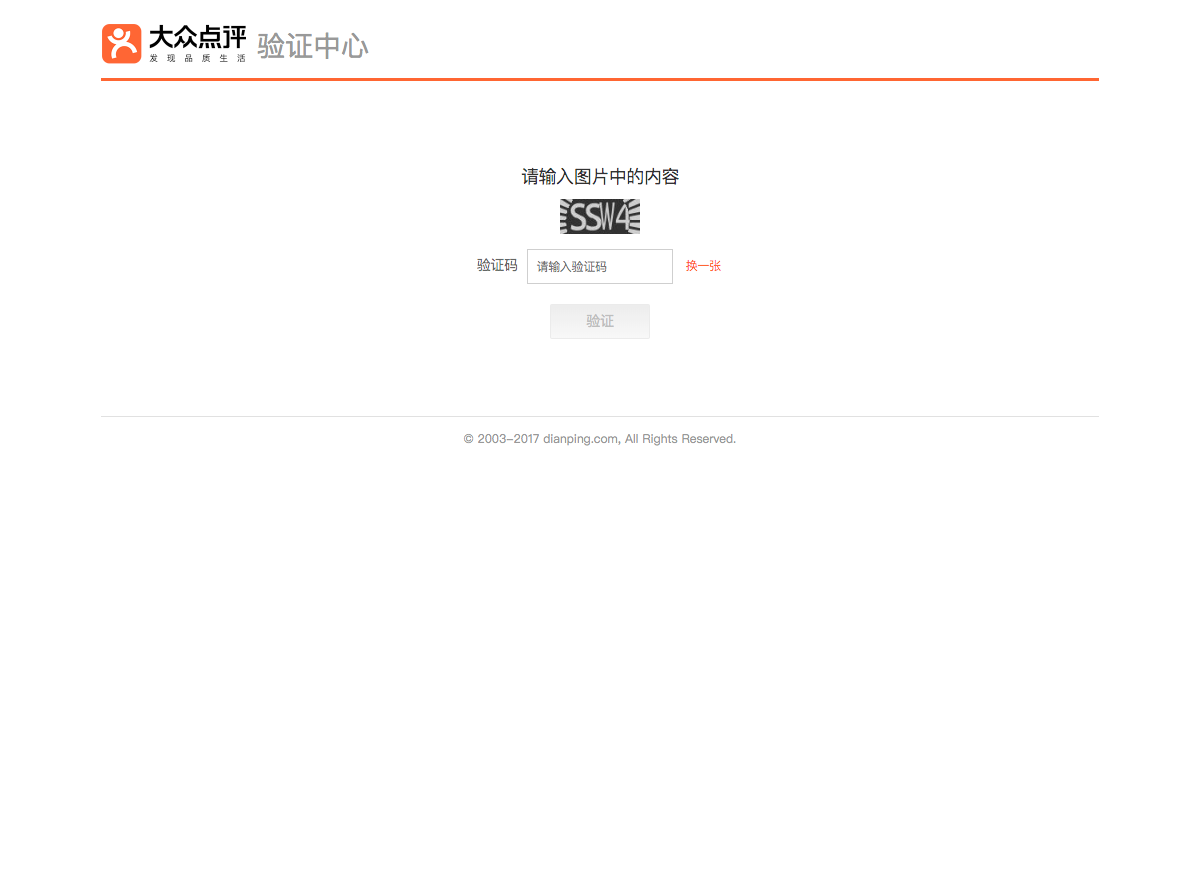 大众点评
发现品质生活
验证中心
请输入图片中的内容
SSW4
验证码 请输入验证码 换一张
验证
© 2003-2017 dianping.com, All Rights Reserved.